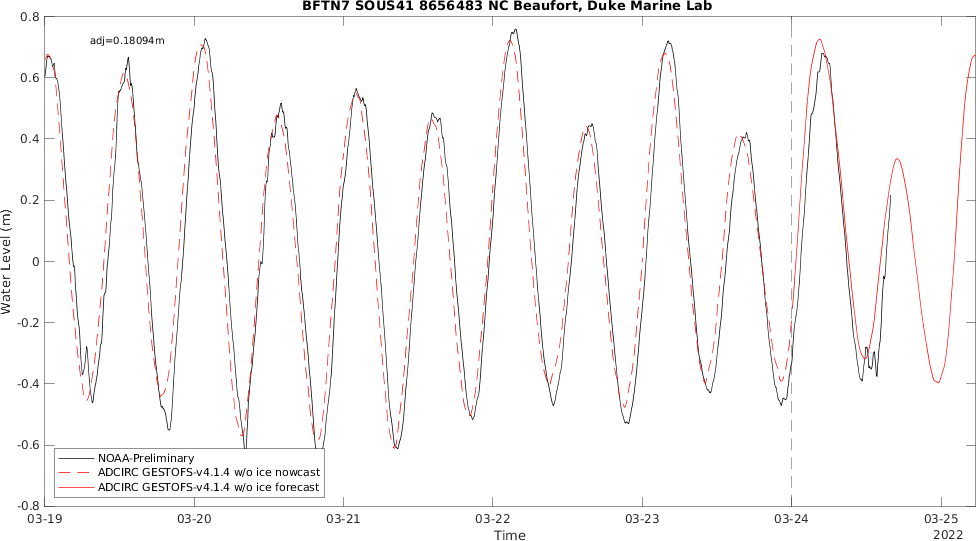 BFTN7 SOUS41 8656483 NC Beaufort, Duke Marine Lab
adj=0.18094m
0.8
0.6
0.4
0.2
0
-0.2
-0.4
-0.6
-0.8
Water Level (m)
NOAA-Preliminary
ADCIRC GESTOFS-v4.1.4 w/o ice nowcast
ADCIRC GESTOFS-v4.1.4 w/o ice forecast
03-19 03-20 03-21 03-22 03-23 03-24 03-25
Time
2022